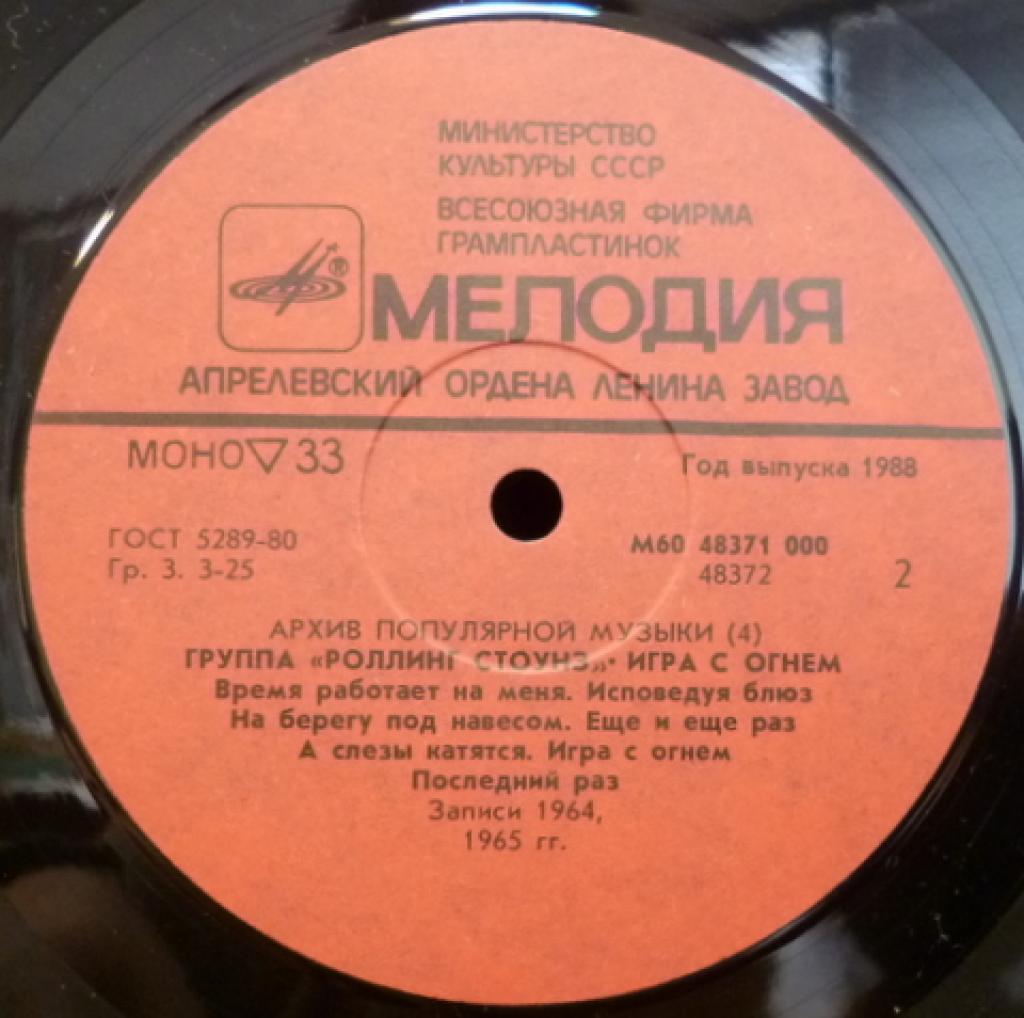 МИНИСТЕРСТВО
КУЛЬТУРЫ СССР
ВСЕСОЮЗНАЯ ФИРМА
ГРАМПЛАСТИНОК
®
МЕЛОДИЯ
АПРЕЛЕВСКИЙ ОРДЕНА ЛЕНИНА ЗАВОД
МОНО ▽ 33
Год выпуска 1988
ГОСТ 5289-80
Гр. 3. 3-25
М60 48371 000
48372
2
АРХИВ ПОПУЛЯРНОЙ МУЗЫКИ (4)
ГРУППА «РОЛЛИНГ СТОУНЗ»· ИГРА С ОГНЕМ
Время работает на меня. Исповедуя блюз
На берегу под навесом. Еще и еще раз
А слезы катятся. Игра с огнем
Последний раз
Записи 1964,
1965 гг.